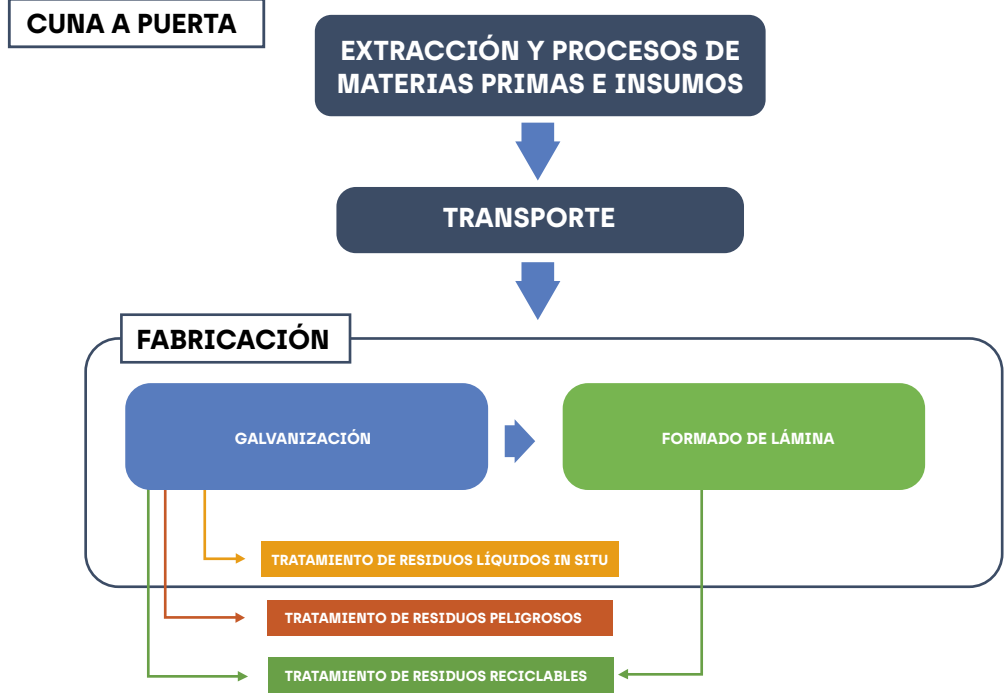 CUNA A PUERTA
EXTRACCIÓN Y PROCESOS DE
MATERIAS PRIMAS E INSUMOS
TRANSPORTE
FABRICACIÓN
GALVANIZACIÓN
FORMADO DE LÁMINA
TRATAMIENTO DE RESIDUOS LÍQUIDOS IN SITU
TRATAMIENTO DE RESIDUOS PELIGROSOS
TRATAMIENTO DE RESIDUOS RECICLABLES